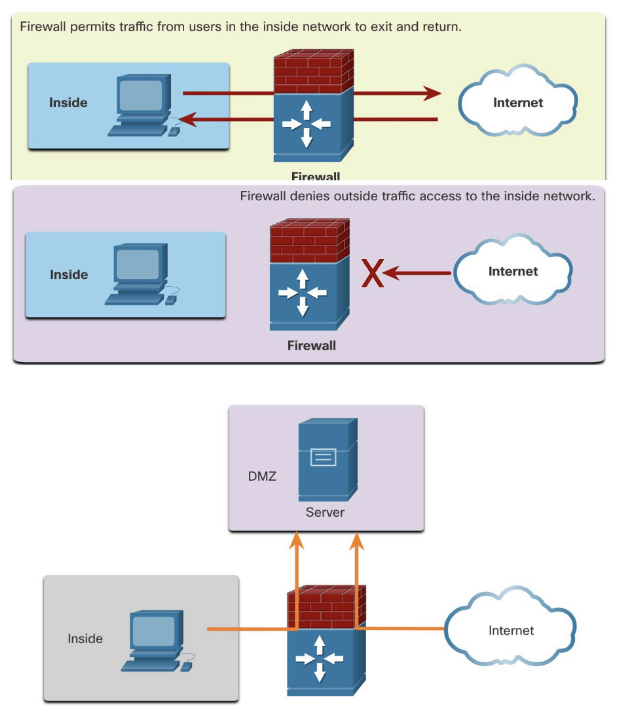 Firewall permits traffic from users in the inside network to exit and return.
Inside
Internet
Firewall
Firewall denies outside traffic access to the inside network.
Inside
Internet
Firewall
DMZ
Server
Inside
Internet